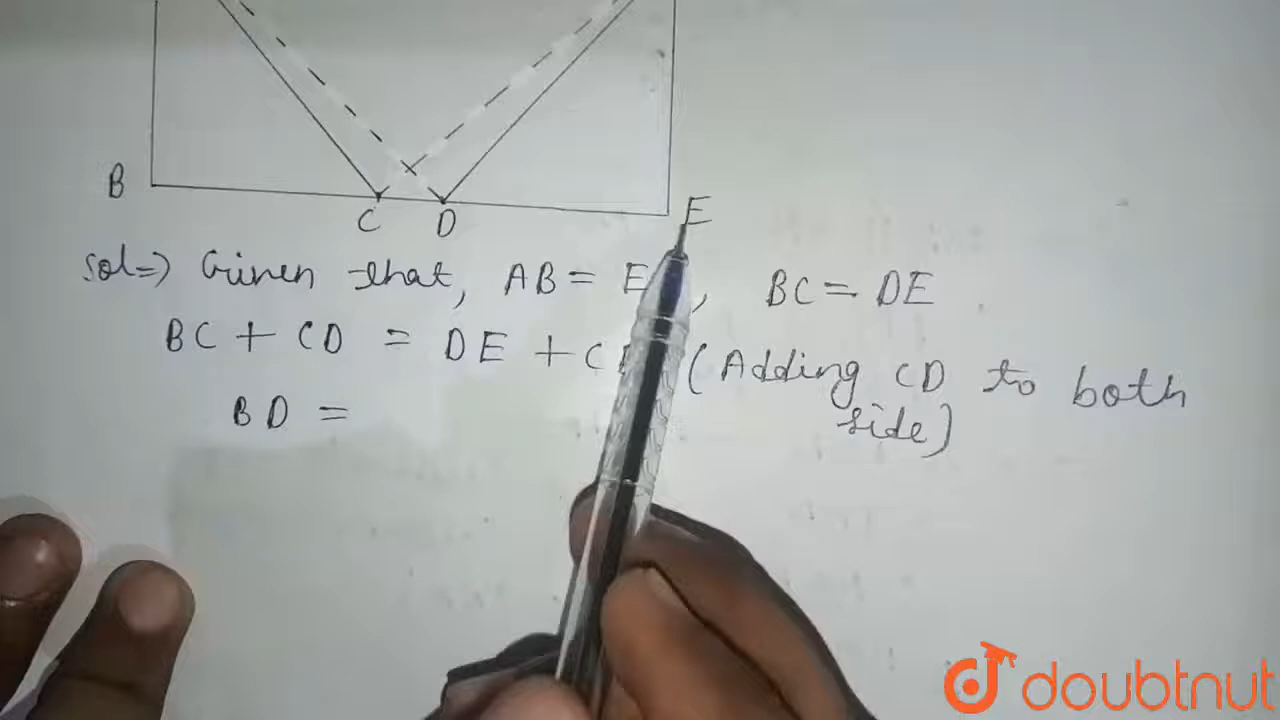 B
C D
E
Sol=) Given that, AB = E , BC = DE
BC + CD = DE + C (Adding CD to both
side)
BD =
doubtnut